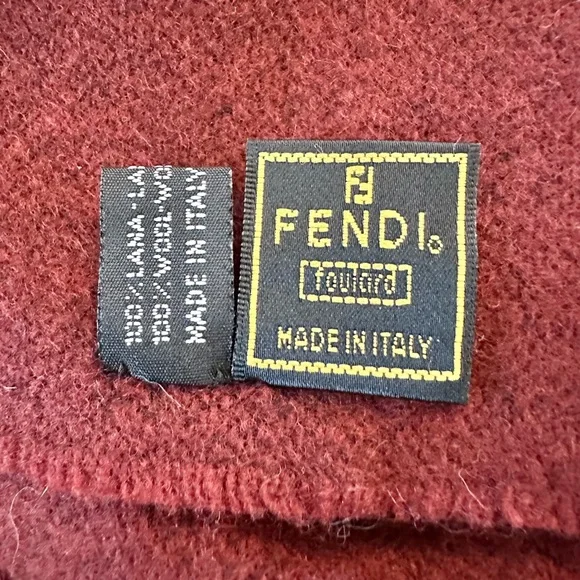 100% LANA-LA
100% WOOL-WO
MADE IN ITALY
FENDI
foulard
MADE IN ITALY